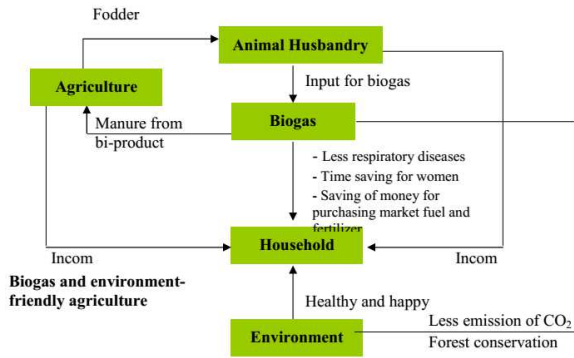 Fodder
Animal Husbandry
Agriculture
Input for biogas
Biogas
Manure from
bi-product
- Less respiratory diseases
- Time saving for women
- Saving of money for
purchasing market fuel and
fertilizer
Household
Incom
Incom
Biogas and environment-
friendly agriculture
Healthy and happy
Environment
Less emission of CO₂
Forest conservation